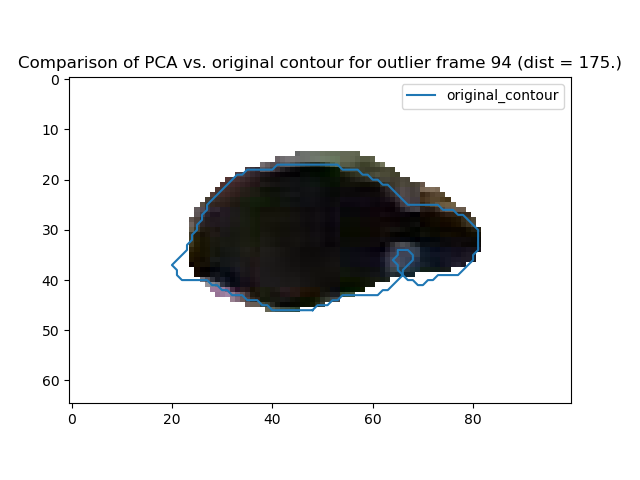 Comparison of PCA vs. original contour for outlier frame 94 (dist = 175.)
original_contour
0
10
20
30
40
50
60
0 20 40 60 80